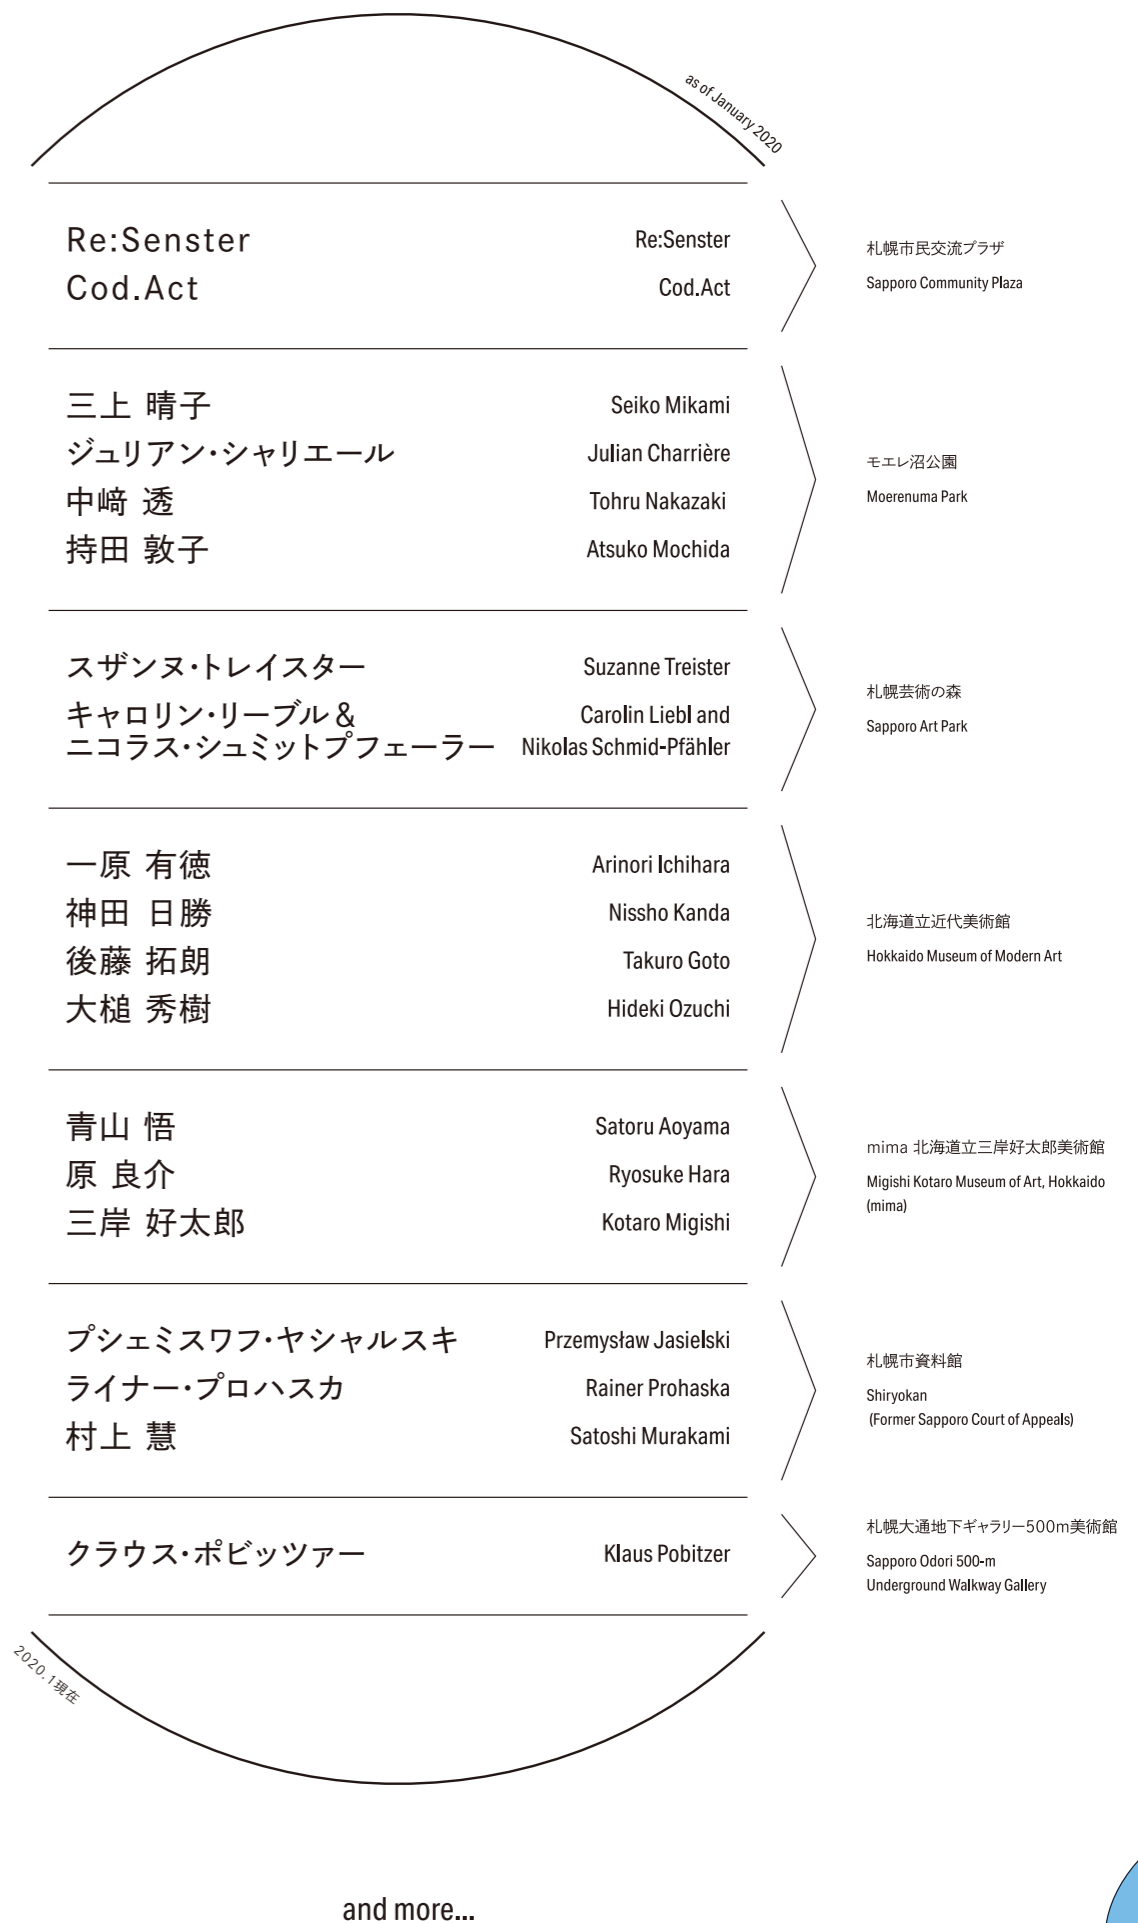 as of January 2020
Re:Senster Re:Senster
Cod.Act Cod.Act
札幌市民交流プラザ
Sapporo Community Plaza
三上 晴子 Seiko Mikami
ジュリアン・シャリエール Julian Charrière
中﨑 透 Tohru Nakazaki
持田 敦子 Atsuko Mochida
モエレ沼公園
Moerenuma Park
スザンヌ・トレイスター Suzanne Treister
キャロリン・リーブル＆ Carolin Liebl and
ニコラス・シュミットプフェーラー Nikolas Schmid-Pfähler
札幌芸術の森
Sapporo Art Park
一原 有徳 Arinori Ichihara
神田 日勝 Nissho Kanda
後藤 拓朗 Takuro Goto
大槌 秀樹 Hideki Ozuchi
北海道立近代美術館
Hokkaido Museum of Modern Art
青山 悟 Satoru Aoyama
原 良介 Ryosuke Hara
三岸 好太郎 Kotaro Migishi
mima 北海道立三岸好太郎美術館
Migishi Kotaro Museum of Art, Hokkaido
(mima)
プシェミスワフ・ヤシャルスキ Przemysław Jasielski
ライナー・プロハスカ Rainer Prohaska
村上 慧 Satoshi Murakami
札幌市資料館
Shiryokan
(Former Sapporo Court of Appeals)
クラウス・ポビッツァー Klaus Pobitzer
札幌大通地下ギャラリー500m美術館
Sapporo Odori 500-m
Underground Walkway Gallery
2020.1現在
and more...